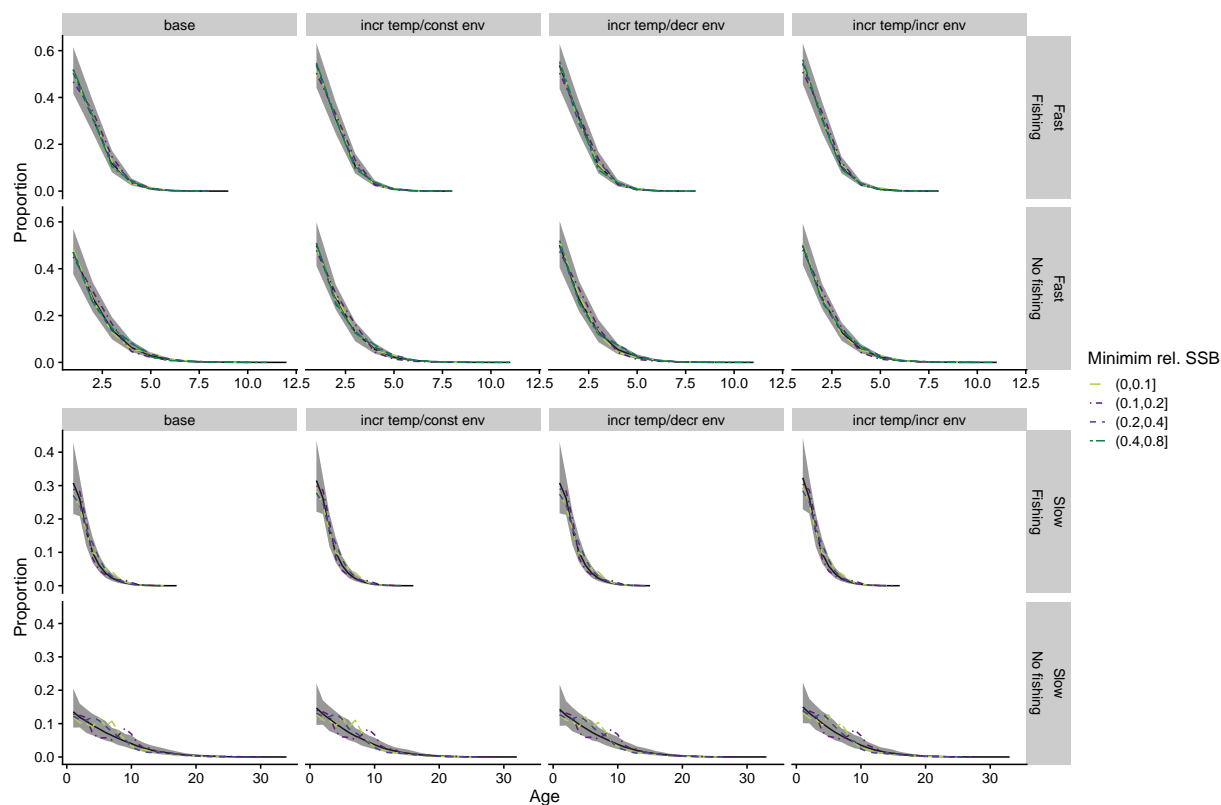 base incr temp/const env incr temp/decr env incr temp/incr env
0.6
0.4
0.2
0.0
Fast
Fishing
Proportion
0.6
0.4
0.2
0.0
Fast
No fishing
2.5 5.0 7.5 10.0 12.5 2.5 5.0 7.5 10.0 12.5 2.5 5.0 7.5 10.0 12.5 2.5 5.0 7.5 10.0 12.5
Minimim rel. SSB
(0,0.1]
(0.1,0.2]
(0.2,0.4]
(0.4,0.8]
base incr temp/const env incr temp/decr env incr temp/incr env
0.4
0.3
0.2
0.1
0.0
Slow
Fishing
Proportion
0.4
0.3
0.2
0.1
0.0
Slow
No fishing
0 10 20 30 0 10 20 30 0 10 20 30 0 10 20 30
Age